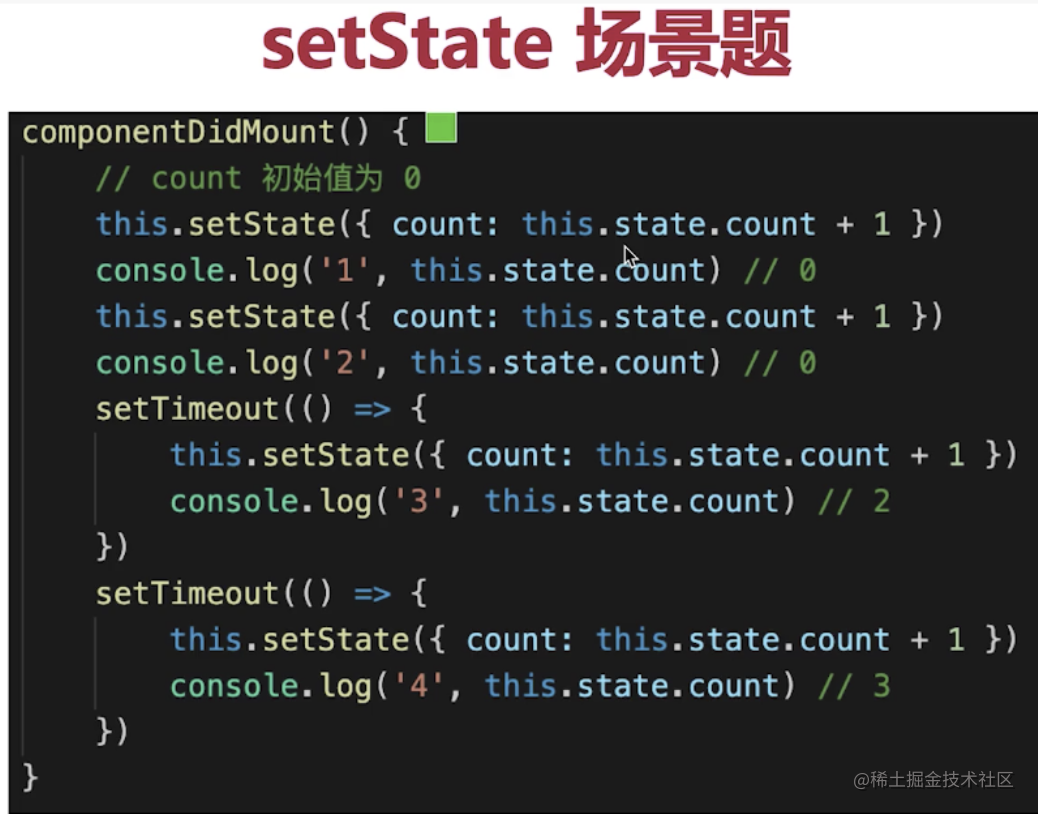 setState 场景题
componentDidMount() {
// count 初始值为 0
this.setState({ count: this.state.count + 1 })
console.log('1', this.state.count) // 0
this.setState({ count: this.state.count + 1 })
console.log('2', this.state.count) // 0
setTimeout(() => {
this.setState({ count: this.state.count + 1 })
console.log('3', this.state.count) // 2
})
setTimeout(() => {
this.setState({ count: this.state.count + 1 })
console.log('4', this.state.count) // 3
})
}
@稀土掘金技术社区